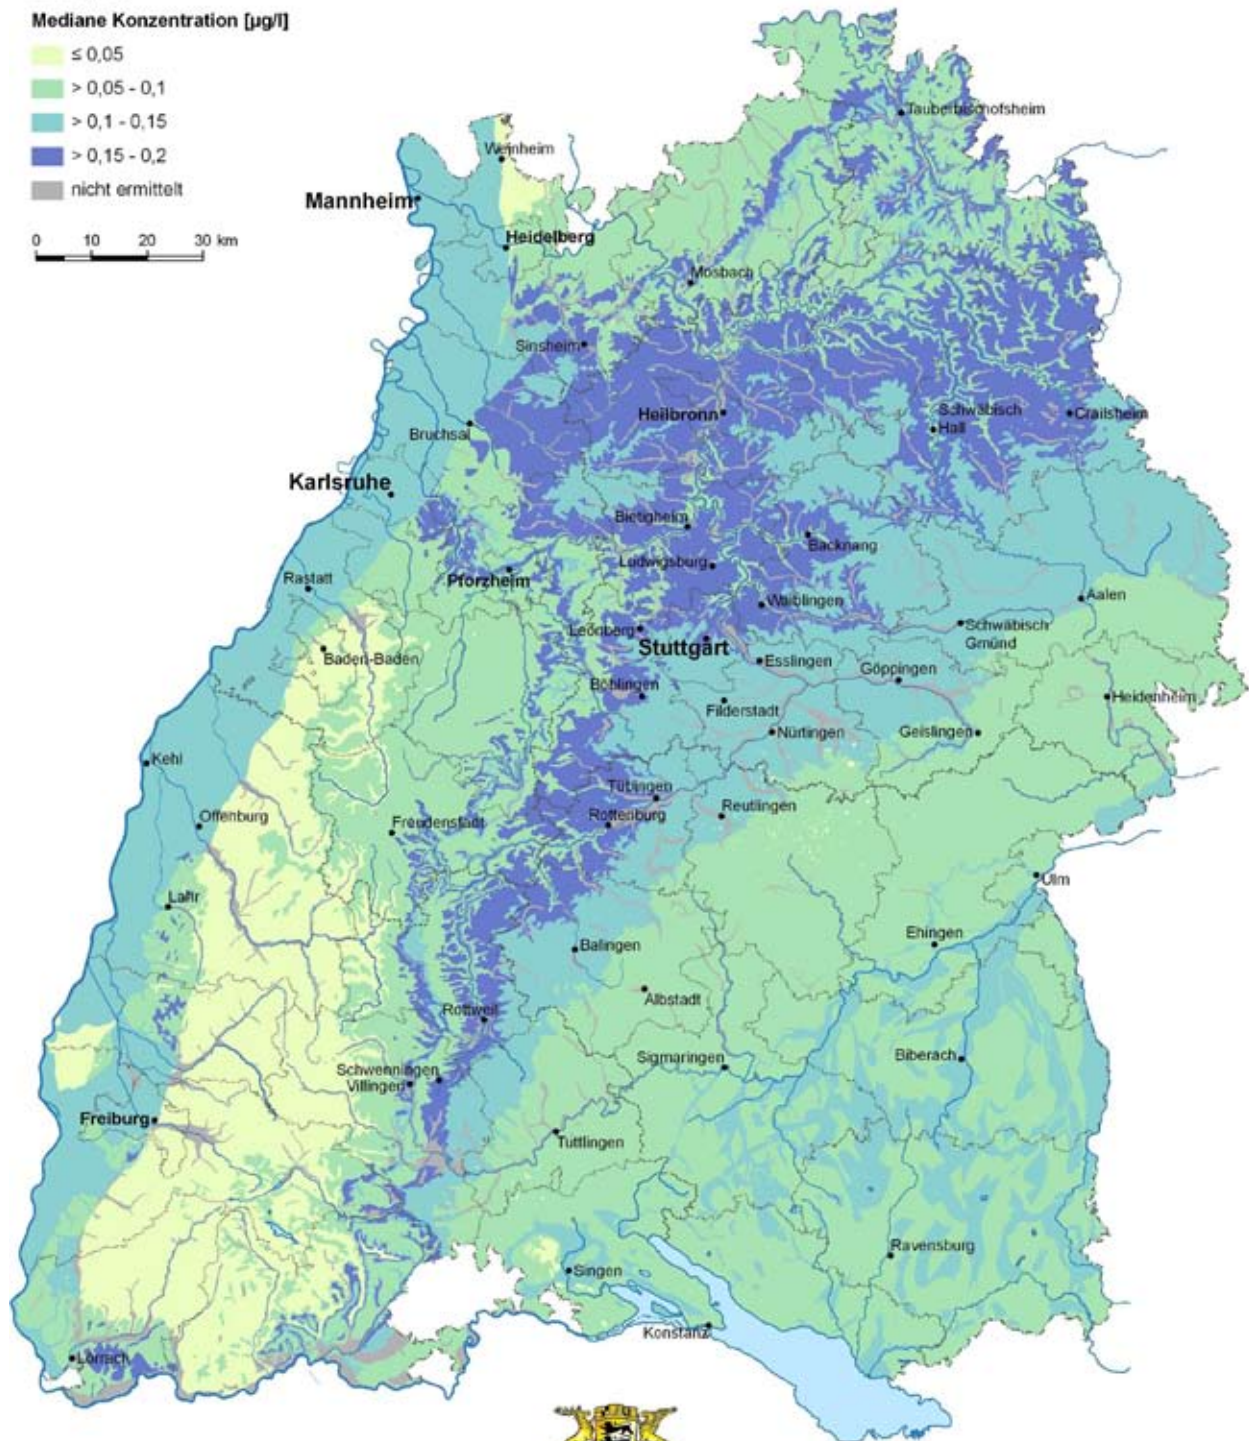 Mediane Konzentration [µg/l]
≤ 0,05
> 0,05 - 0,1
> 0,1 - 0,15
> 0,15 - 0,2
nicht ermittelt
0 10 20 30 km
Tauberbischofsheim
Weinheim
Mannheim
Heidelberg
Mosbach
Sinsheim
Heilbronn
Schwäbisch
Hall
Crailsheim
Bruchsal
Karlsruhe
Bietigheim
Backnang
Ludwigsburg
Pforzheim
Rastatt
Waiblingen
Aalen
Leonberg
Schwäbisch
Gmünd
Stuttgart
Baden-Baden
Esslingen
Göppingen
Böblingen
Heidenheim
Filderstadt
Nürtingen
Geislingen
Kehl
Tübingen
Reutlingen
Rottenburg
Offenburg
Freudenstadt
Ulm
Lahr
Ehingen
Balingen
Albstadt
Rottweil
Sigmaringen
Biberach
Schwenningen
Villingen
Freiburg
Tuttlingen
Ravensburg
Singen
Konstanz
Lörrach